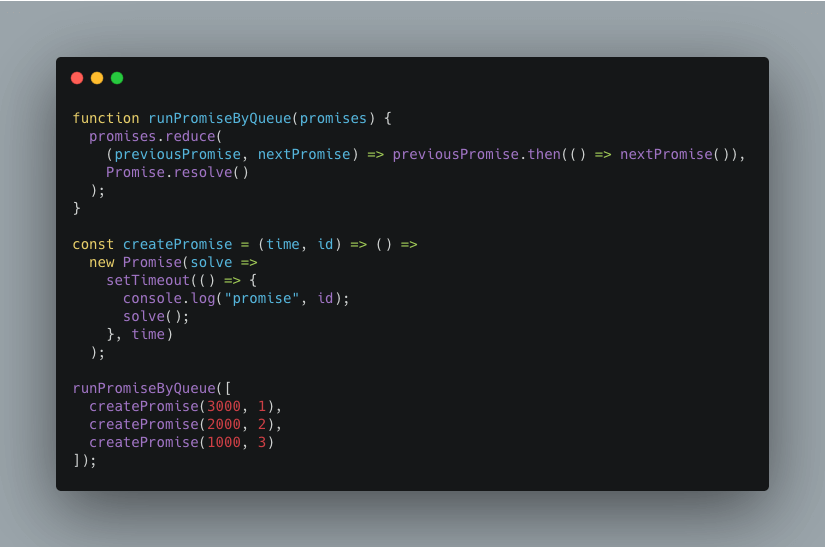 function runPromiseByQueue(promises) {
  promises.reduce(
    (previousPromise, nextPromise) => previousPromise.then(() => nextPromise()),
    Promise.resolve()
  );
}

const createPromise = (time, id) => () =>
  new Promise(solve =>
    setTimeout(() => {
      console.log("promise", id);
      solve();
    }, time)
  );

runPromiseByQueue([
  createPromise(3000, 1),
  createPromise(2000, 2),
  createPromise(1000, 3)
]);